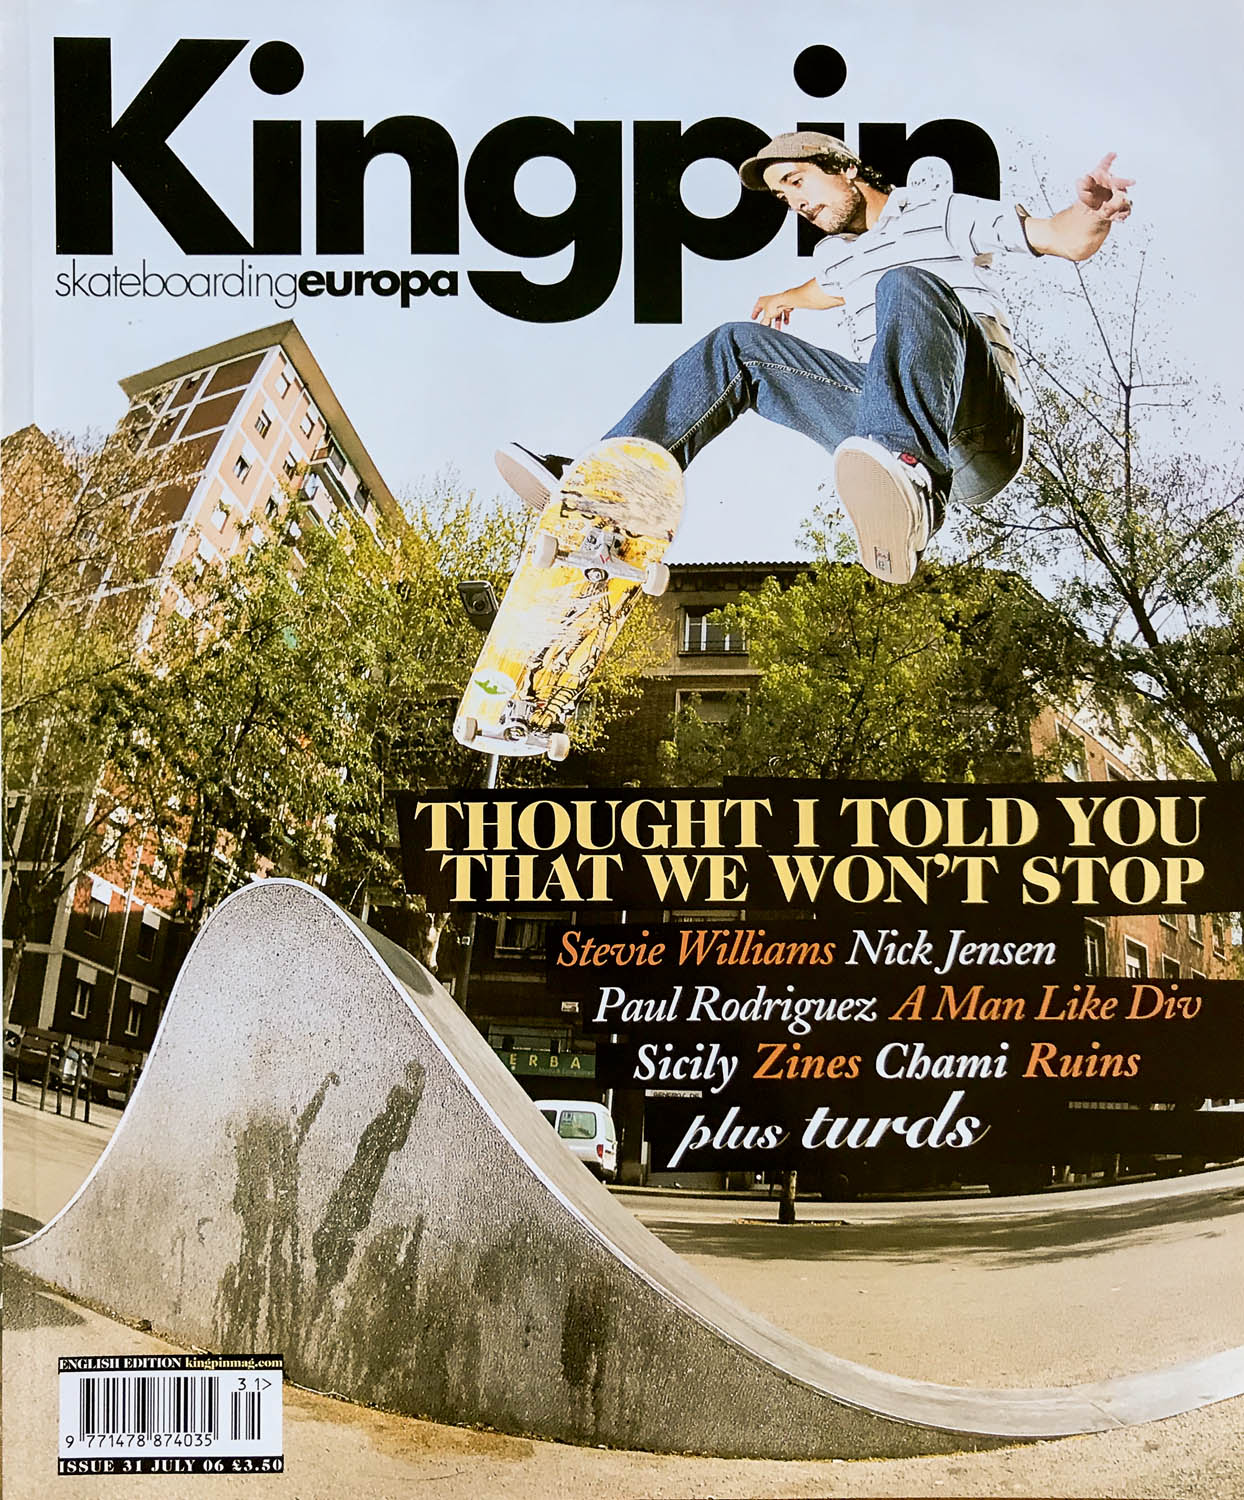 Kingpin
skateboardingeuropa
THOUGHT I TOLD YOU
THAT WE WON'T STOP
Stevie Williams Nick Jensen
Paul Rodriguez A Man Like Div
Sicily Zines Chami Ruins
plus turds
ERBA
ENGLISH EDITION kingpinmag.com
31>
9 771478 874035
ISSUE 31 JULY 06 £3.50